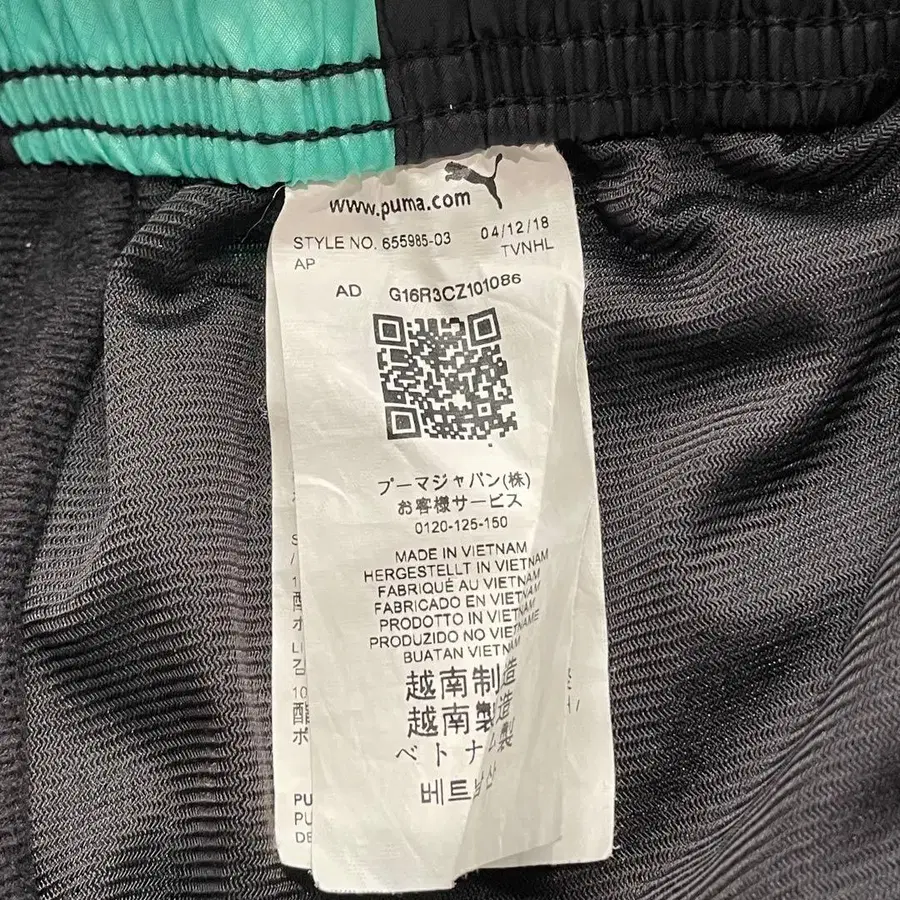 www.puma.com
STYLE NO. 655985-03 04/12/18
AP TVNHL
AD G16R3CZ101086
プーマジャパン(株)
お客様サービス
0120-125-150
MADE IN VIETNAM
HERGESTELLT IN VIETNAM
FABRIQUÉ AU VIETNAM
FABRICADO EN VIETNAM
PRODOTTO IN VIETNAM
PRODUZIDO NO VIETNAME
BUATAN VIETNAM
越南制造
越南製造
ベトナム製
베트남산
PU
PU
DE